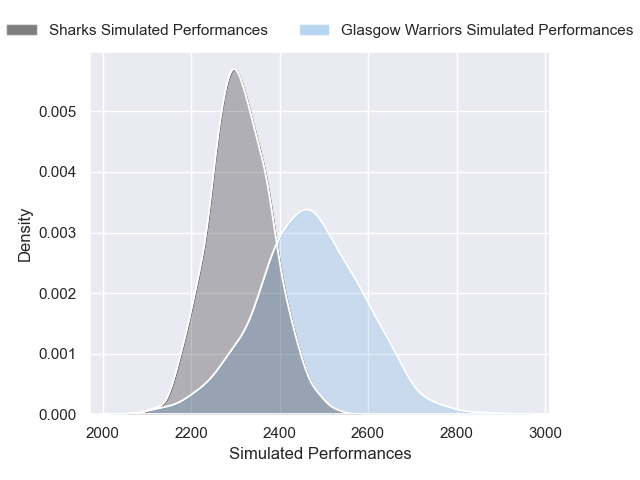 Sharks Simulated Performances
Glasgow Warriors Simulated Performances
0.005
0.004
0.003
0.002
0.001
0.000
Density
2000 2200 2400 2600 2800 3000
Simulated Performances